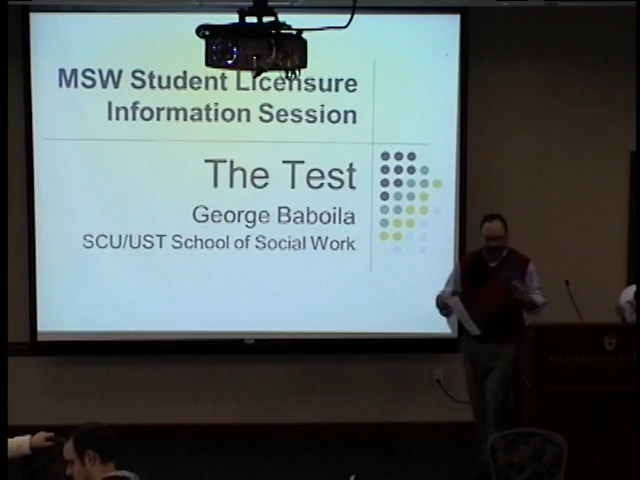 MSW Student Licensure
Information Session
The Test
George Baboila
SCU/UST School of Social Work